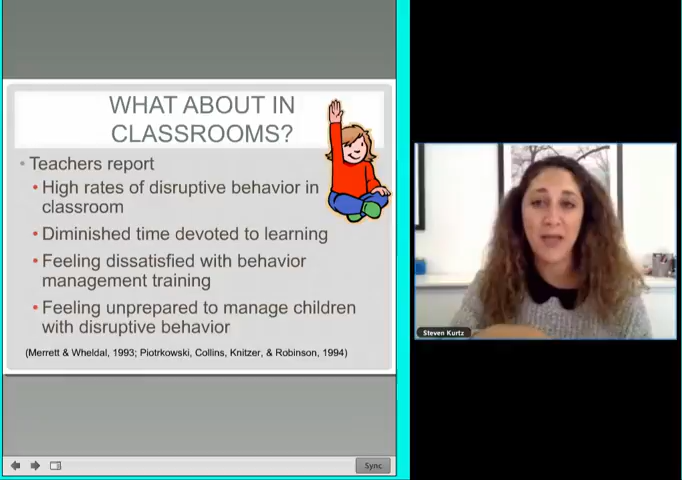 WHAT ABOUT IN
CLASSROOMS?
• Teachers report
• High rates of disruptive behavior in
classroom
• Diminished time devoted to learning
• Feeling dissatisfied with behavior
management training
• Feeling unprepared to manage children
with disruptive behavior
(Merrett & Wheldal, 1993; Piotrkowski, Collins, Knitzer, & Robinson, 1994)
Sync
Steven Kurtz